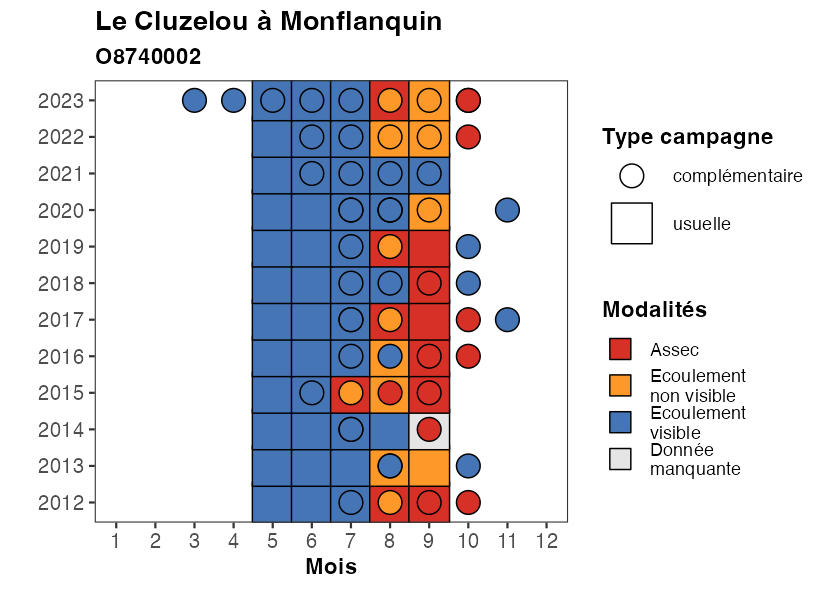 Le Cluzelou à Monflanquin
O8740002
2023
2022
2021
2020
2019
2018
2017
2016
2015
2014
2013
2012
1 2 3 4 5 6 7 8 9 10 11 12
Mois
Type campagne
complémentaire
usuelle
Modalités
Assec
Ecoulement
non visible
Ecoulement
visible
Donnée
manquante